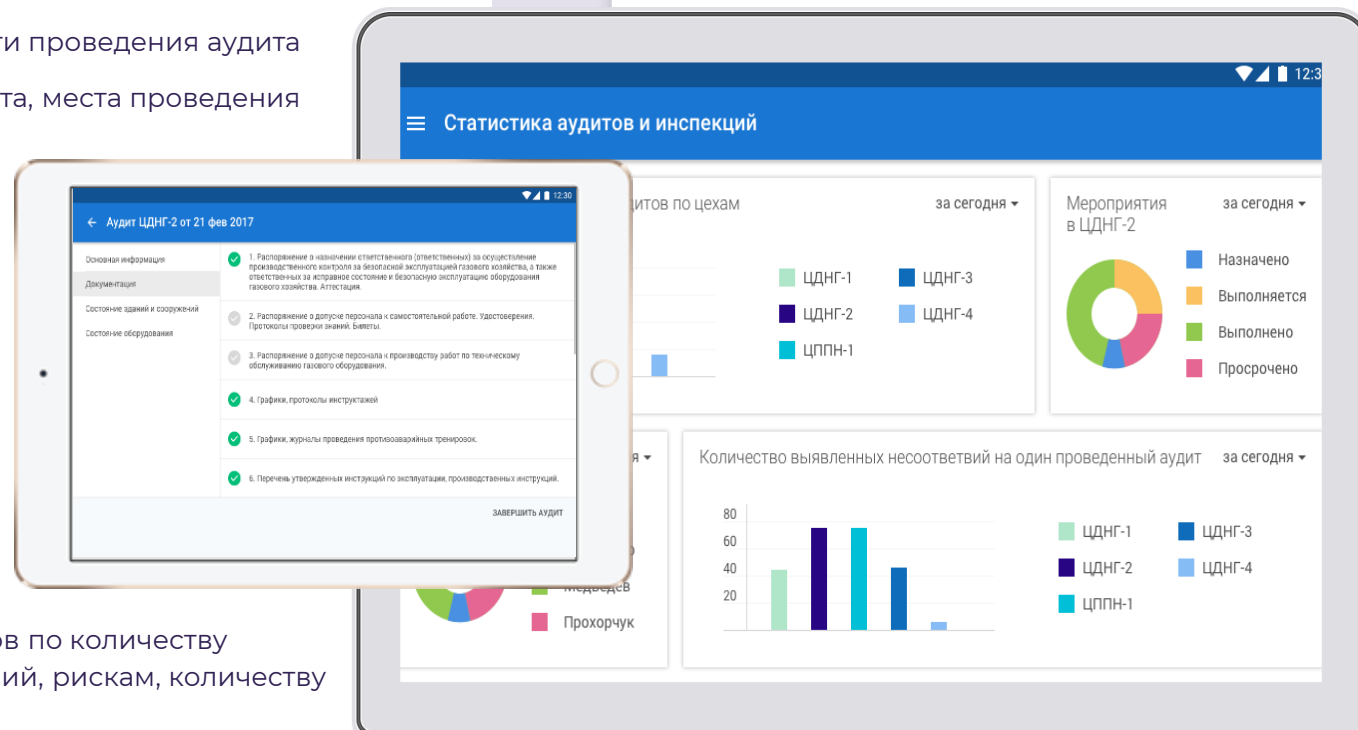 ти проведения аудита
та, места проведения
12:3
Статистика аудитов и инспекций
дитов по цехам
за сегодня
ЦДНГ-1
ЦДНГ-3
ЦДНГ-2
ЦДНГ-4
ЦППН-1
Мероприятия
в ЦДНГ-2
за сегодня
Назначено
Выполняется
Выполнено
Просрочено
12:30
Аудит ЦДНГ-2 от 21 фев 2017
Основная информация
Документация
Состояние зданий и сооружений
Состояние оборудования
1. Распоряжение о назначении ответственного (ответственных) за осуществление
производственного контроля за безопасной эксплуатацией газового хозяйства, а также
ответственных за исправное состояние и безопасную эксплуатацию оборудования
газового хозяйства. Аттестация.
2. Распоряжение о допуске персонала к самостоятельной работе. Удостоверения.
Протоколы проверки знаний. Билеты.
3. Распоряжение о допуске персонала к производству работ по техническому
обслуживанию газового оборудования.
4. Графики, протоколы инструктажей
5. Графики, журналы проведения противоаварийных тренировок.
6. Перечень утвержденных инструкций по эксплуатации, производственных инструкций.
ЗАВЕРШИТЬ АУДИТ
я
Медведев
Прохорчук
Количество выявленных несоответвий на один проведенный аудит
за сегодня
80
60
40
20
ЦДНГ-1
ЦДНГ-3
ЦДНГ-2
ЦДНГ-4
ЦППН-1
ов по количеству
ий, рискам, количеству